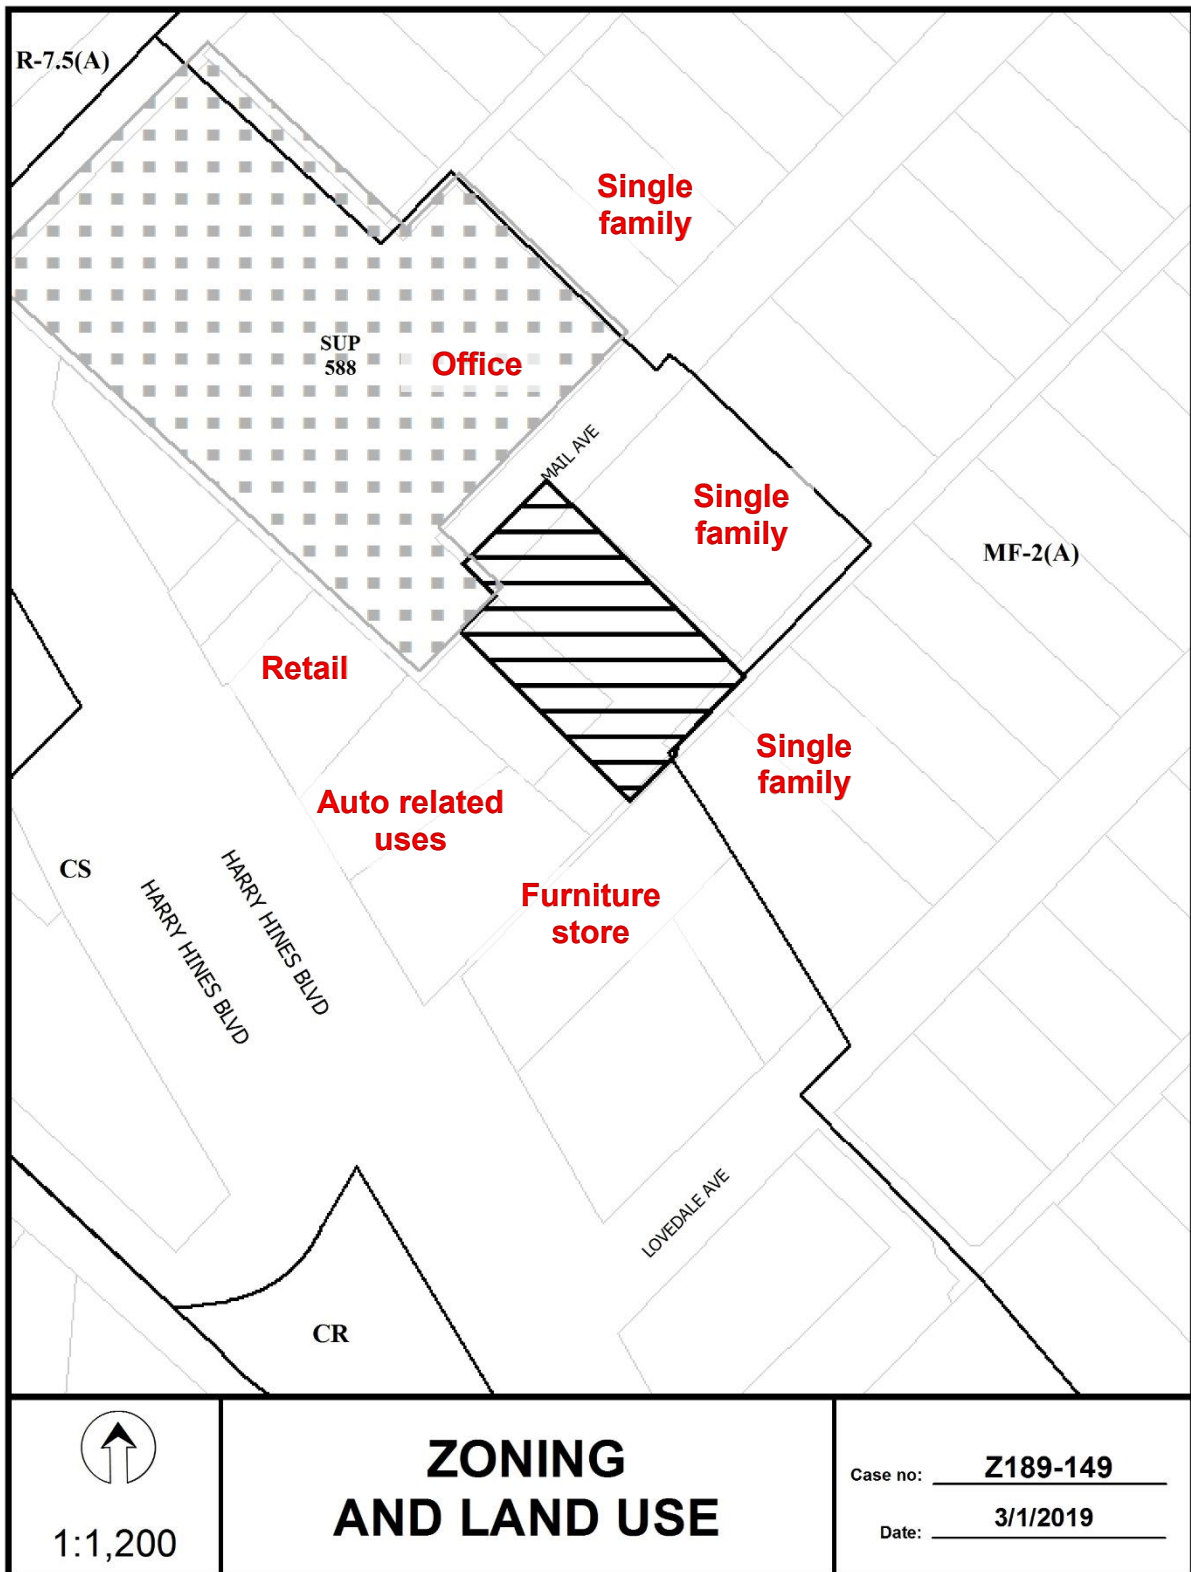 R-7.5(A)
Single
family
SUP
588
Office
MAIL AVE
Single
family
MF-2(A)
Retail
Single
family
Auto related
uses
CS
HARRY HINES BLVD
HARRY HINES BLVD
Furniture
store
LOVEDALE AVE
CR
1:1,200
ZONING
AND LAND USE
Case no: Z189-149
Date: 3/1/2019